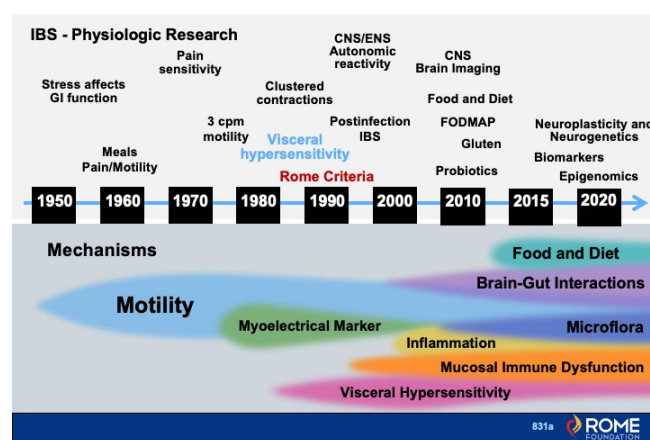 IBS - Physiologic Research
Stress affects
GI function
Meals
Pain/Motility
Pain
sensitivity
3 cpm
motility
Clustered
contractions
Visceral
hypersensitivity
Rome Criteria
CNS/ENS
Autonomic
reactivity
Postinfection
IBS
CNS
Brain Imaging
Food and Diet
FODMAP
Gluten
Probiotics
Neuroplasticity and
Neurogenetics
Biomarkers
Epigenomics
1950 1960 1970 1980 1990 2000 2010 2015 2020
Mechanisms
Food and Diet
Brain-Gut Interactions
Motility
Myoelectrical Marker
Microflora
Inflammation
Mucosal Immune Dysfunction
Visceral Hypersensitivity
831a
ROME
FOUNDATION